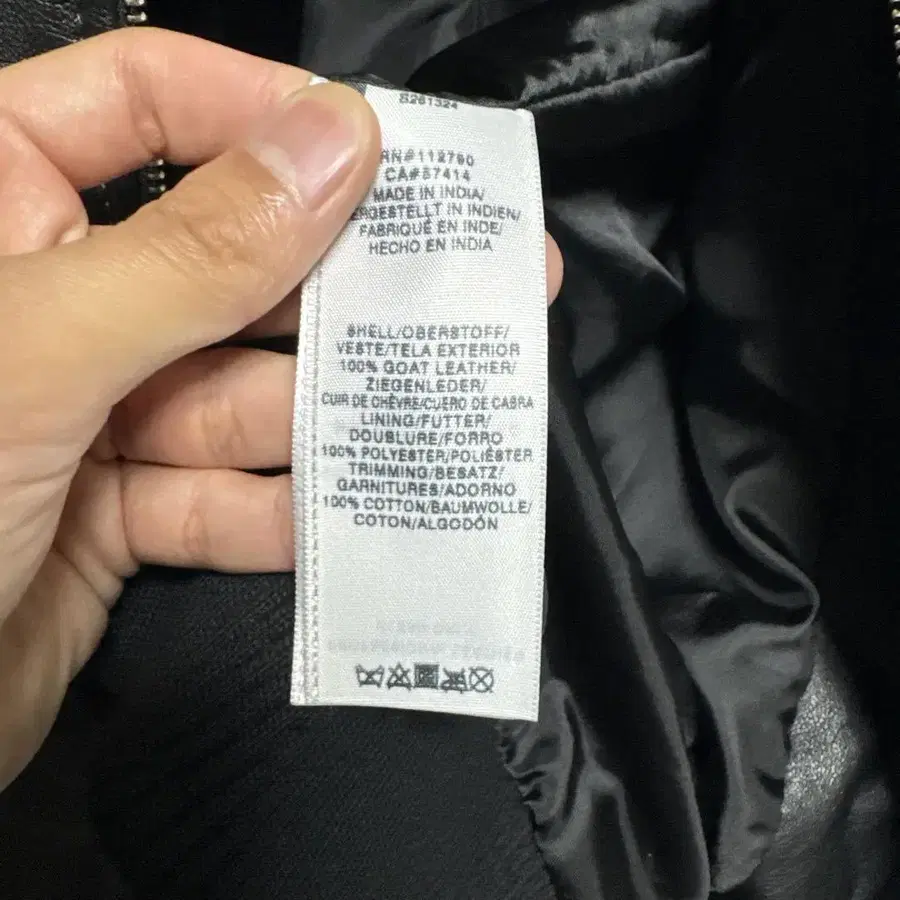 S261324
RN#112790
CA#57414
MADE IN INDIA/
ERGESTELLT IN INDIEN/
FABRIQUÉ EN INDE/
HECHO EN INDIA
SHELL/OBERSTOFF/
VESTE/TELA EXTERIOR
100% GOAT LEATHER/
ZIEGENLEDER/
CUIR DE CHÈVRE/CUERO DE CABRA
LINING/FUTTER/
DOUBLURE/FORRO
100% POLYESTER/POLIÉSTER
TRIMMING/BESATZ/
GARNITURES/ADORNO
100% COTTON/BAUMWOLLE/
COTON/ALGODÓN